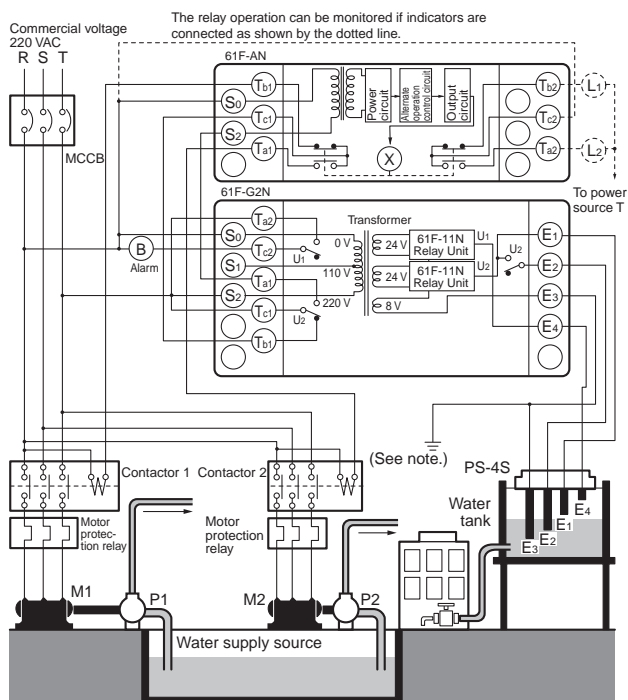 Commercial voltage
220 VAC
R S T
The relay operation can be monitored if indicators are
connected as shown by the dotted line.
61F-AN
Tb1
S0
Tc1
S2
Ta1
Power
circuit
Alternate
operation
control circuit
Output
circuit
X
Tb2
Tc2
Ta2
L1
L2
MCCB
To power
source T
61F-G2N
Ta2
S0
Tc2
S1
Ta1
S2
Tc1
Tb1
B
Alarm
U1
U2
Transformer
0 V
110 V
220 V
24 V
24 V
8 V
61F-11N
Relay Unit
61F-11N
Relay Unit
U1
U2
U2
E1
E2
E3
E4
(See note.)
PS-4S
Contactor 1
Contactor 2
Motor
protec-
tion relay
Motor
protection
relay
Water
tank
E4
E1
E2
E3
M1
P1
M2
P2
Water supply source